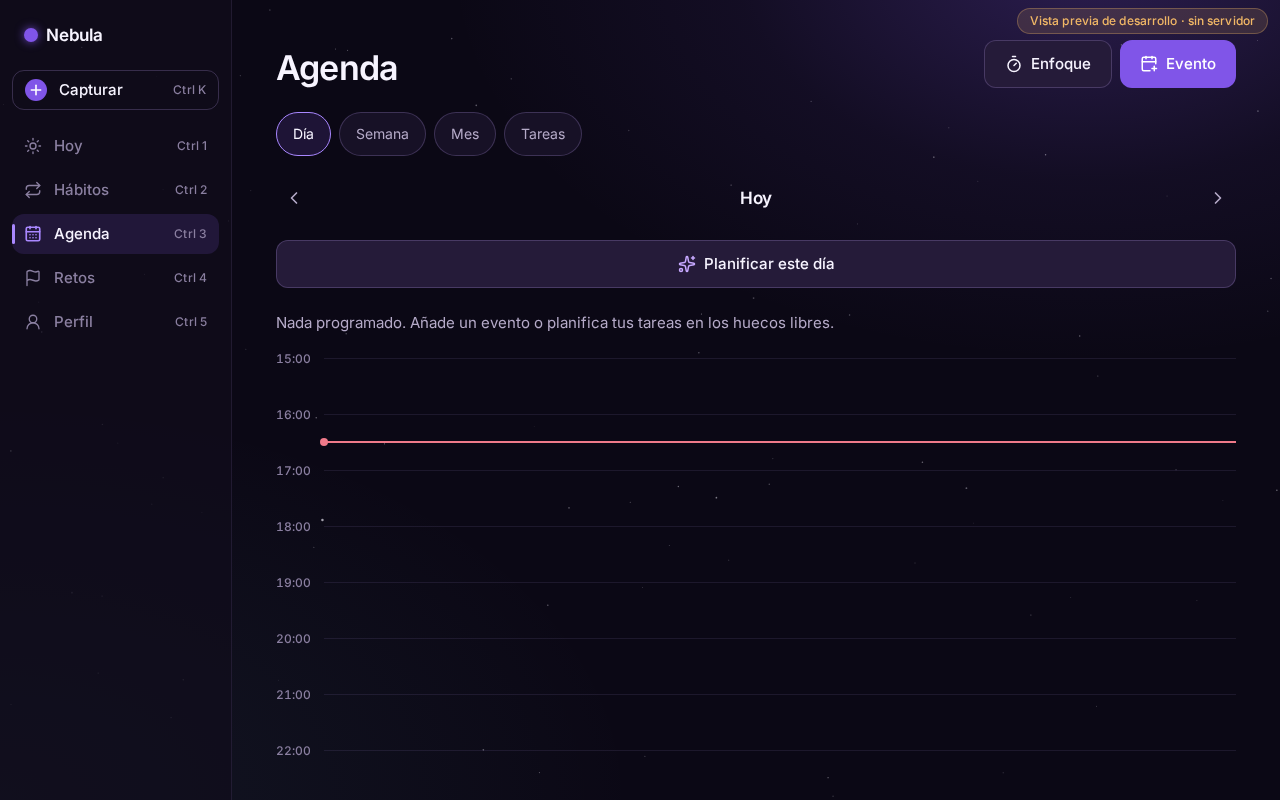 Nebula
Capturar Ctrl K
Hoy Ctrl 1
Hábitos Ctrl 2
Agenda Ctrl 3
Retos Ctrl 4
Perfil Ctrl 5
Vista previa de desarrollo · sin servidor
Agenda
Enfoque
Evento
Día
Semana
Mes
Tareas
Hoy
Planificar este día
Nada programado. Añade un evento o planifica tus tareas en los huecos libres.
15:00
16:00
17:00
18:00
19:00
20:00
21:00
22:00